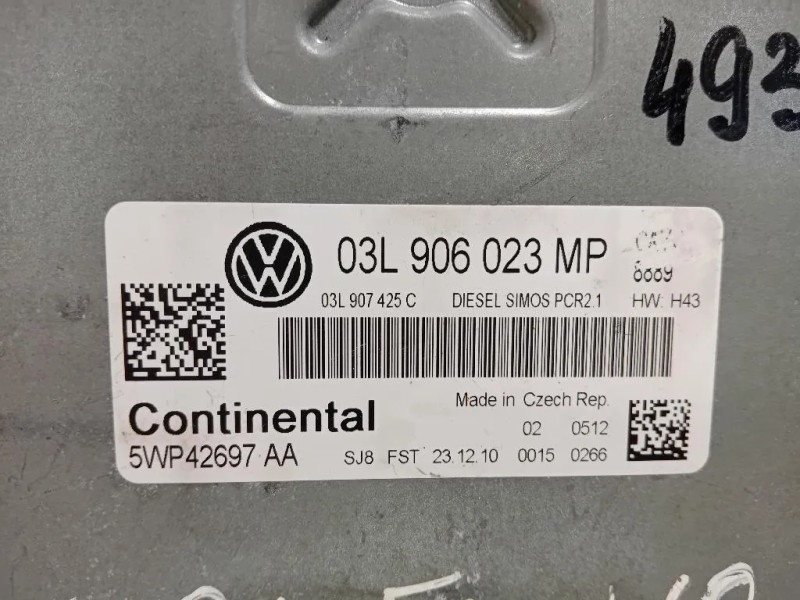 493
03L 906 023 MP
03L 907 425 C DIESEL SIMOS PCR2.1 HW: H43
Continental
Made in Czech Rep.
02 0512
5WP42697 AA
SJ8 FST 23.12.10 0015 0266